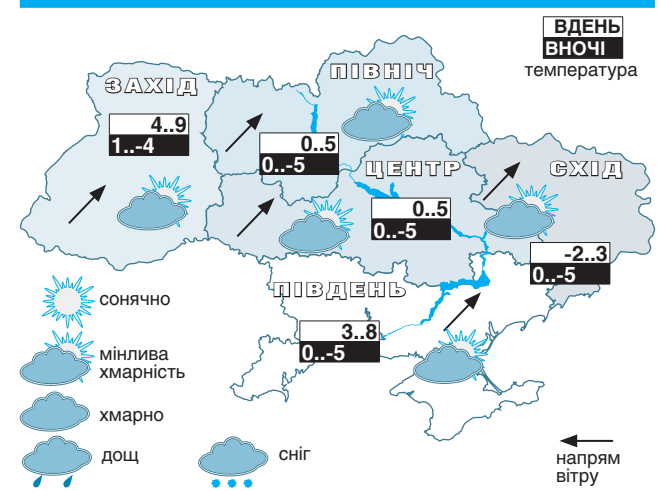 ВДЕНЬ
ВНОЧІ
температура
ПІВНІЧ
ЗАХІД
4..9
1..-4
0..5
0..-5
ЦЕНТР
СХІД
0..5
0..-5
-2..3
0..-5
ПІВДЕНЬ
3..8
0..-5
сонячно
мінлива
хмарність
хмарно
дощ
сніг
напрям
вітру